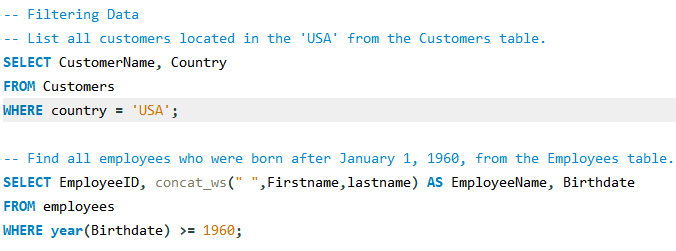 -- Filtering Data
-- List all customers located in the 'USA' from the Customers table.
SELECT CustomerName, Country
FROM Customers
WHERE country = 'USA';
-- Find all employees who were born after January 1, 1960, from the Employees table.
SELECT EmployeeID, concat_ws(" ",Firstname,lastname) AS EmployeeName, Birthdate
FROM employees
WHERE year(Birthdate) >= 1960;